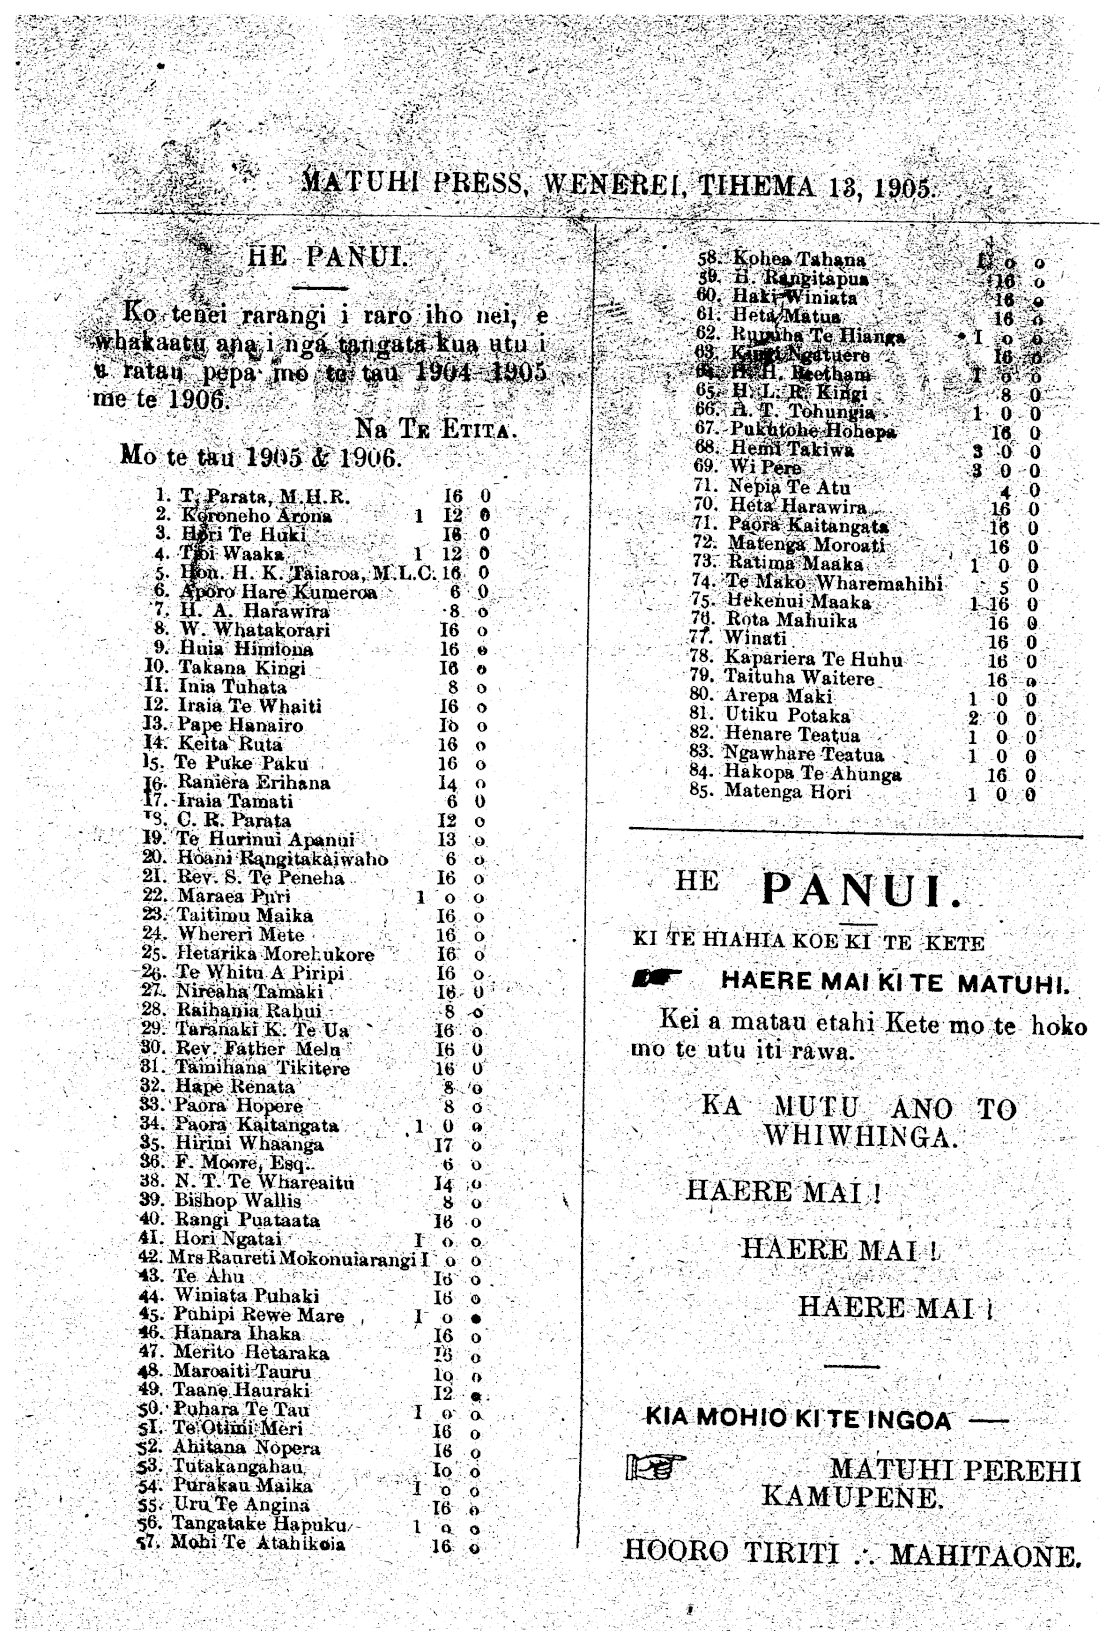 MATUHI PRESS, WENEREI, TIHEMA 13, 1905.
HE PANUI.
Ko tenei rarangi i raro iho nei, e
whakaatu ana i nga tangata kua utu i
a ratau pepa mo te tau 1904 1905
me te 1906.
Na TE ETITA.
Mo te tau 1905 & 1906.
1. T. Parata, M.H.R. 16 0
2. Koroneho Arona 1 12 0
3. Hori Te Huki 16 0
4. Tipi Waaka 1 12 0
5. Hon. H. K. Taiaroa, M.L.C. 16 0
6. Aporo Hare Kumeroa 6 0
7. H. A. Harawira 8 0
8. W. Whatakorari 16 0
9. Huia Himiona 16 0
10. Takana Kingi 16 0
11. Inia Tuhata 8 0
12. Iraia Te Whaiti 16 0
13. Pape Hanairo 16 0
14. Keita Ruta 16 0
15. Te Puke Paku 16 0
16. Raniera Erihana 14 0
17. Iraia Tamati 6 0
18. C. R. Parata 12 0
19. Te Hurinui Apanui 13 0
20. Hoani Rangitakaiwaho 6 0
21. Rev. S. Te Peneha 16 0
22. Maraea Puri 1 0 0
23. Taitimu Maika 16 0
24. Whereri Mete 16 0
25. Hetarika Morehukore 16 0
26. Te Whitu A Piripi 16 0
27. Nireaha Tamaki 16 0
28. Raihania Rahui 8 0
29. Taranaki K. Te Ua 16 0
30. Rev. Father Melu 16 0
31. Tamihana Tikitere 16 0
32. Hape Renata 8 0
33. Paora Hopere 8 0
34. Paora Kaitangata 1 0 0
35. Hirini Whaanga 17 0
36. F. Moore, Esq. 6 0
38. N. T. Te Whareaitu 14 0
39. Bishop Wallis 8 0
40. Rangi Puataata 16 0
41. Hori Ngatai 1 0 0
42. Mrs Raureti Mokonuiarangi 1 0 0
43. Te Ahu 16 0
44. Winiata Puhaki 16 0
45. Puhipi Rewe Mare 1 0 0
46. Hanara Ihaka 16 0
47. Merito Hetaraka 16 0
48. Maroaiti Tauru 10 0
49. Taane Hauraki 12 0
50. Puhara Te Tau 1 0 0
51. Te Otimi Meri 16 0
52. Ahitana Nopera 16 0
53. Tutakangahau 10 0
54. Purakau Maika 1 0 0
55. Uru Te Angina 16 0
56. Tangatake Hapuku 1 0 0
57. Mohi Te Atahikoia 16 0
58. Kohea Tahana 1 0 0
59. H. Rangitapua 16 0
60. Haki Winiata 16 0
61. Heta Matua 16 0
62. Rupuha Te Hianga 1 0 0
63. Kingi Ngatuere 16 0
64. H. H. Beetham 1 0 0
65. H. L. R. Kingi 8 0
66. A. T. Tohungia 1 0 0
67. Pukutohe Hohepa 16 0
68. Hemi Takiwa 3 0 0
69. Wi Pere 3 0 0
71. Nepia Te Atu 4 0
70. Heta Harawira 16 0
71. Paora Kaitangata 16 0
72. Matenga Moroati 16 0
73. Ratima Maaka 1 0 0
74. Te Mako Wharemahihi 5 0
75. Hekenui Maaka 1 16 0
76. Rota Mahuika 16 0
77. Winati 16 0
78. Kapariera Te Huhu 16 0
79. Taituha Waitere 16 0
80. Arepa Maki 1 0 0
81. Utiku Potaka 2 0 0
82. Henare Teatua 1 0 0
83. Ngawhare Teatua 1 0 0
84. Hakopa Te Ahunga 16 0
85. Matenga Hori 1 0 0
HE PANUI.
KI TE HIAHIA KOE KI TE KETE
HAERE MAI KI TE MATUHI.
Kei a matau etahi Kete mo te hoko
mo te utu iti rawa.
KA MUTU ANO TO
WHIWHINGA.
HAERE MAI !
HAERE MAI !
HAERE MAI !
KIA MOHIO KI TE INGOA —
MATUHI PEREHI
KAMUPENE.
HOORO TIRITI ∴ MAHITAONE.